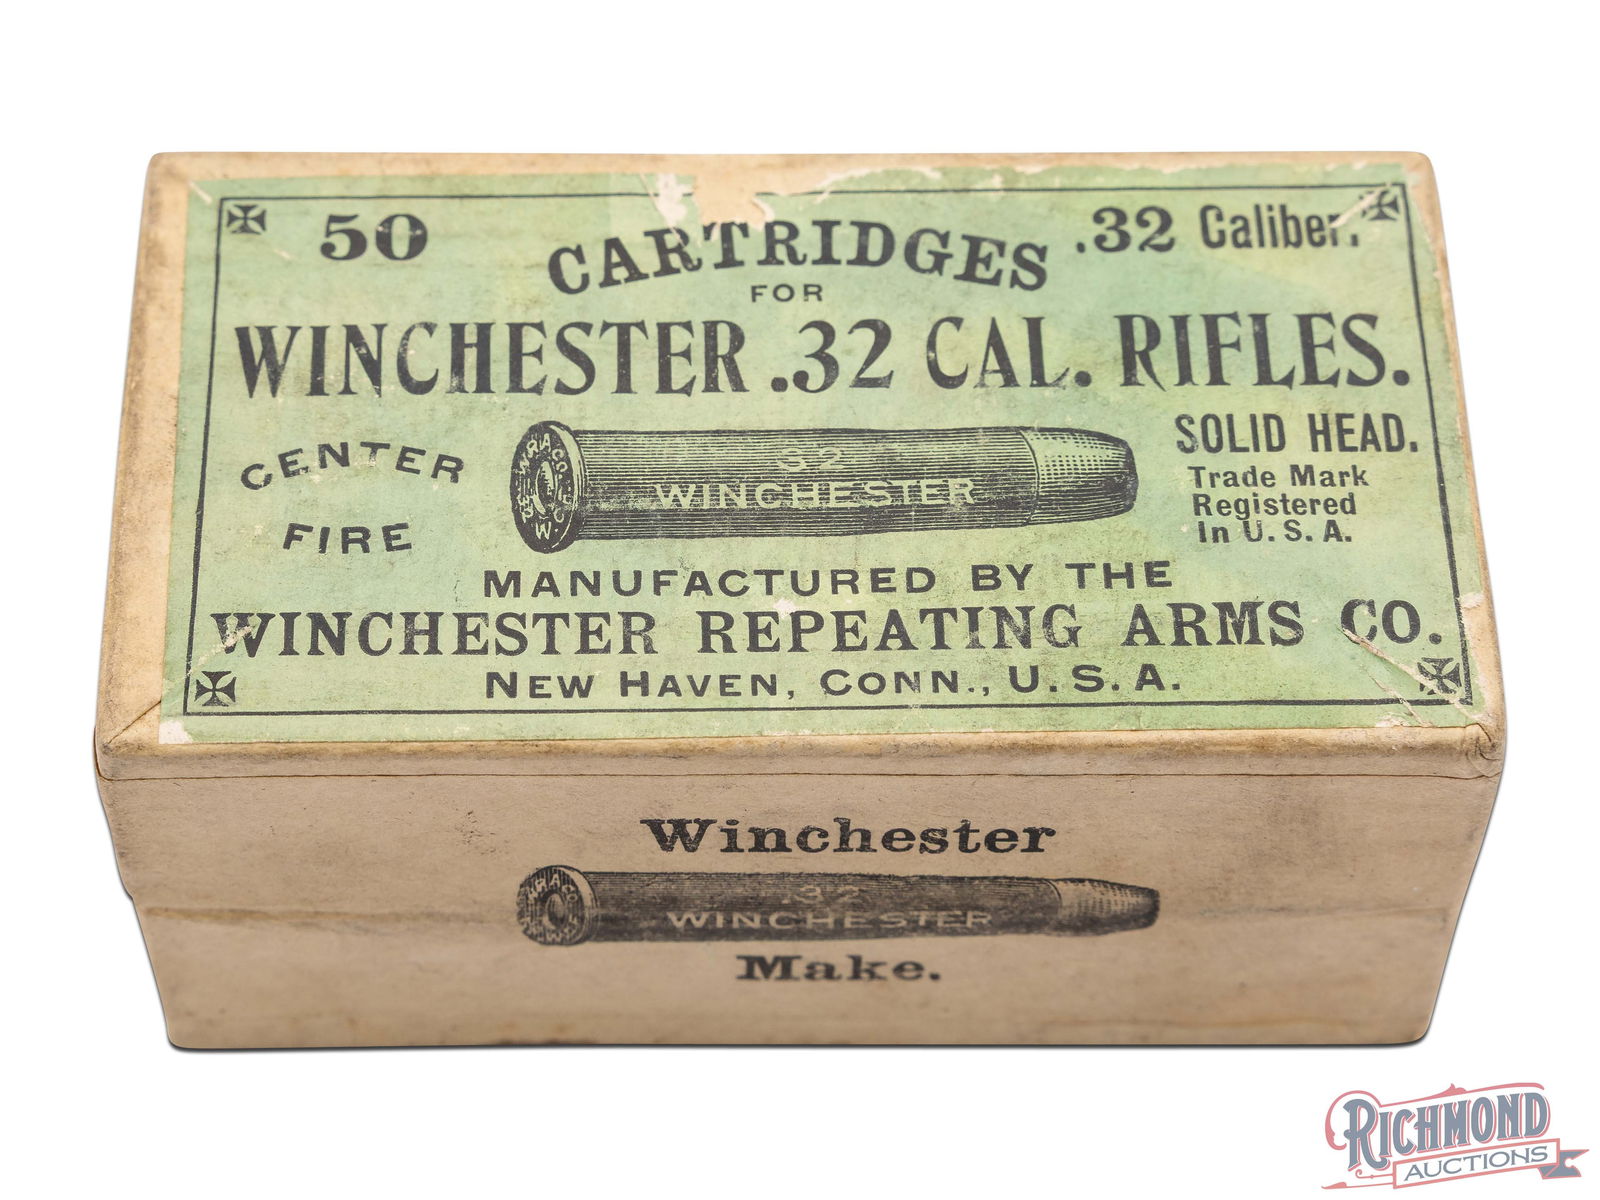 50 CARTRIDGES .32 Caliber.
FOR
WINCHESTER .32 CAL. RIFLES.
CENTER
FIRE
32
WINCHESTER
SOLID HEAD.
Trade Mark
Registered
In U. S. A.
MANUFACTURED BY THE
WINCHESTER REPEATING ARMS CO.
NEW HAVEN, CONN., U. S. A.
Winchester
.32
WINCHESTER
Make.
RICHMOND
AUCTIONS